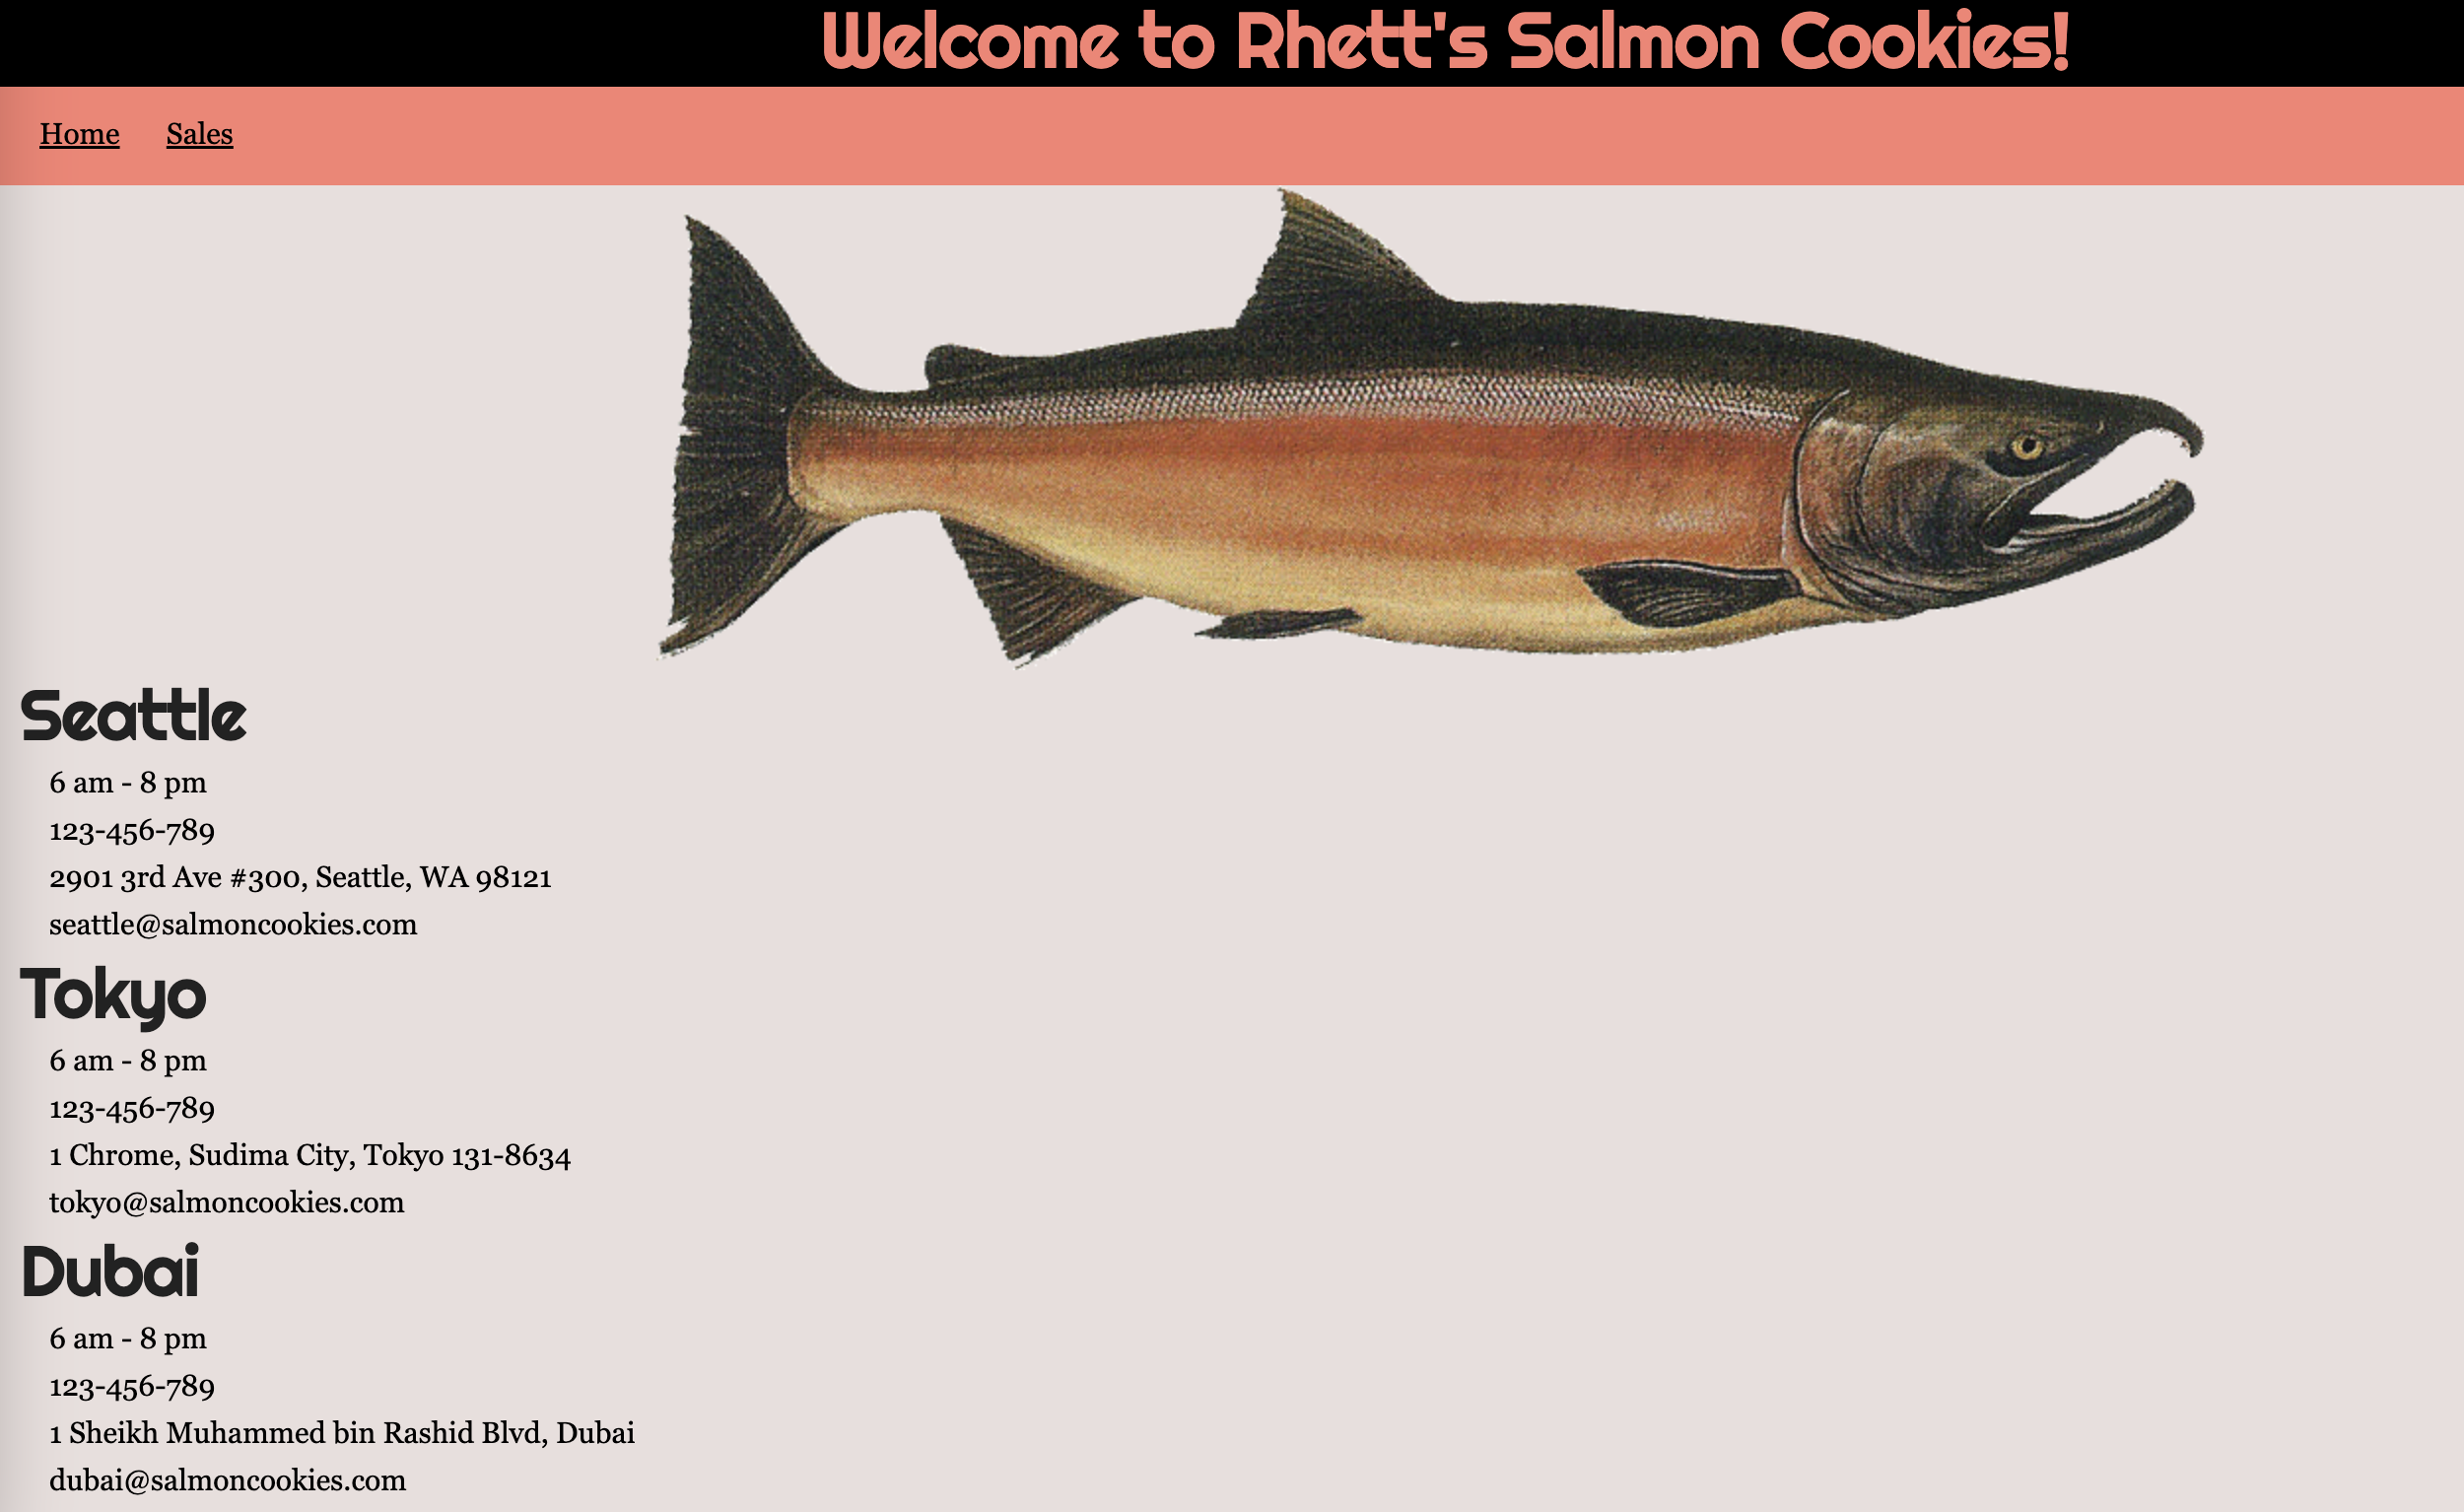 Welcome to Rhett's Salmon Cookies!
Home Sales
Seattle
6 am - 8 pm
123-456-789
2901 3rd Ave #300, Seattle, WA 98121
seattle@salmoncookies.com
Tokyo
6 am - 8 pm
123-456-789
1 Chrome, Sudima City, Tokyo 131-8634
tokyo@salmoncookies.com
Dubai
6 am - 8 pm
123-456-789
1 Sheikh Muhammed bin Rashid Blvd, Dubai
dubai@salmoncookies.com